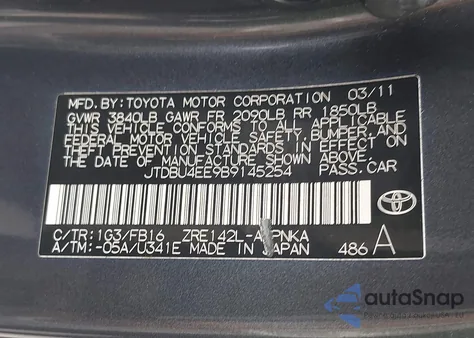 MFD. BY: TOYOTA MOTOR CORPORATION 03/11
GVWR 3840LB GAWR FR 2090LB RR 1850LB
THIS VEHICLE CONFORMS TO ALL APPLICABLE
FEDERAL MOTOR VEHICLE SAFETY, BUMPER, AND
THEFT PREVENTION STANDARDS IN EFFECT ON THE
DATE OF MANUFACTURE SHOWN ABOVE.
JTDBU4EE9B9145254 PASS.CAR
TOYOTA
C/TR: 1G3/FB16
A/TM: -05A/U341E MADE IN JAPAN 486 A
autoSnap